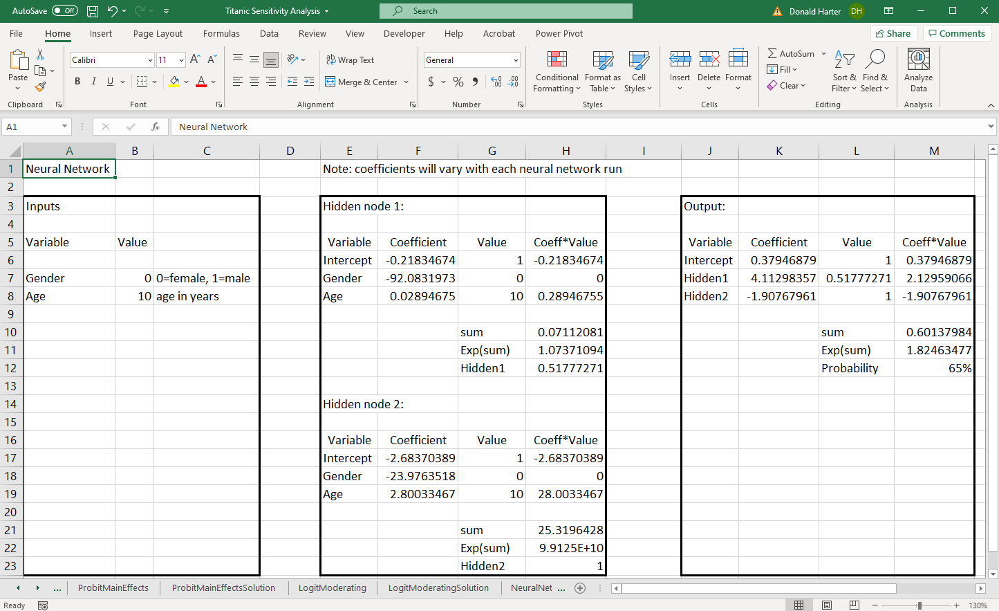 AutoSave Off Titanic Sensitivity Analysis Search Donald Harter DH
File Home Insert Page Layout Formulas Data Review View Developer Help Acrobat Power Pivot Share Comments
Paste Calibri 11 A A Wrap Text General Conditional Formatting Format as Table Cell Styles Insert Delete Format AutoSum Fill Clear Sort & Filter Find & Select Analyze Data
B I U A Merge & Center $ %
Clipboard Font Alignment Number Styles Cells Editing Analysis
A1 fx Neural Network
A B C D E F G H I J K L M
1 Neural Network Note: coefficients will vary with each neural network run
2
3 Inputs Hidden node 1: Output:
4
5 Variable Value Variable Coefficient Value Coeff*Value Variable Coefficient Value Coeff*Value
6 Intercept -0.21834674 1 -0.21834674 Intercept 0.37946879 1 0.37946879
7 Gender 0 0=female, 1=male Gender -92.0831973 0 0 Hidden1 4.11298357 0.51777271 2.12959066
8 Age 10 age in years Age 0.02894675 10 0.28946755 Hidden2 -1.90767961 1 -1.90767961
9
10 sum 0.07112081 sum 0.60137984
11 Exp(sum) 1.07371094 Exp(sum) 1.82463477
12 Hidden1 0.51777271 Probability 65%
13
14 Hidden node 2:
15
16 Variable Coefficient Value Coeff*Value
17 Intercept -2.68370389 1 -2.68370389
18 Gender -23.9763518 0 0
19 Age 2.80033467 10 28.0033467
20
21 sum 25.3196428
22 Exp(sum) 9.9125E+10
23 Hidden2 1
... ProbitMainEffects ProbitMainEffectsSolution LogitModerating LogitModeratingSolution NeuralNet ...
Ready 130%